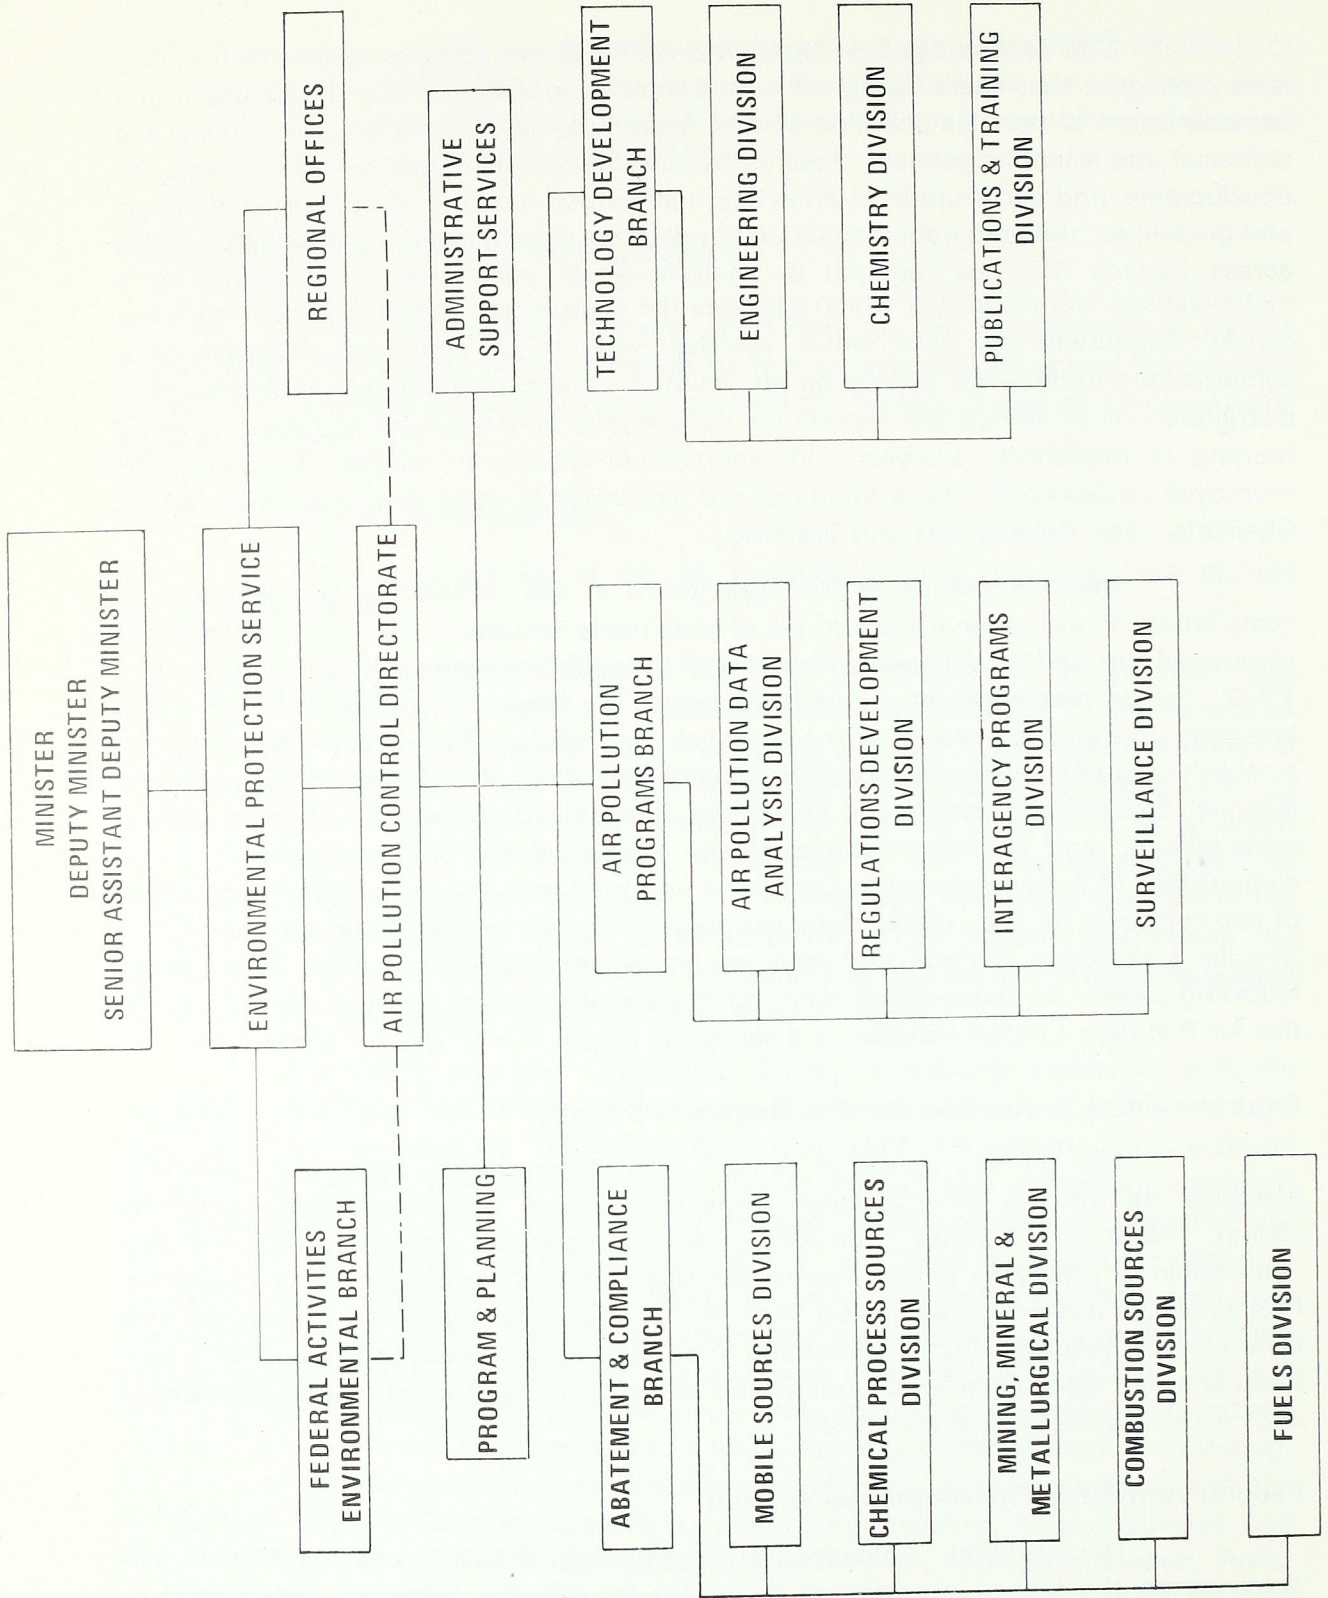 MINISTER
DEPUTY MINISTER
SENIOR ASSISTANT DEPUTY MINISTER
ENVIRONMENTAL PROTECTION SERVICE
FEDERAL ACTIVITIES
ENVIRONMENTAL BRANCH
REGIONAL OFFICES
AIR POLLUTION CONTROL DIRECTORATE
PROGRAM & PLANNING
ADMINISTRATIVE
SUPPORT SERVICES
ABATEMENT & COMPLIANCE
BRANCH
MOBILE SOURCES DIVISION
CHEMICAL PROCESS SOURCES
DIVISION
MINING, MINERAL &
METALLURGICAL DIVISION
COMBUSTION SOURCES
DIVISION
FUELS DIVISION
AIR POLLUTION
PROGRAMS BRANCH
AIR POLLUTION DATA
ANALYSIS DIVISION
REGULATIONS DEVELOPMENT
DIVISION
INTERAGENCY PROGRAMS
DIVISION
SURVEILLANCE DIVISION
TECHNOLOGY DEVELOPMENT
BRANCH
ENGINEERING DIVISION
CHEMISTRY DIVISION
PUBLICATIONS & TRAINING
DIVISION